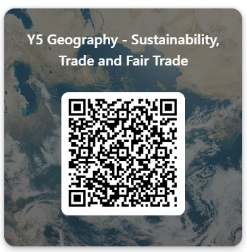 Y5 Geography - Sustainability,
Trade and Fair Trade